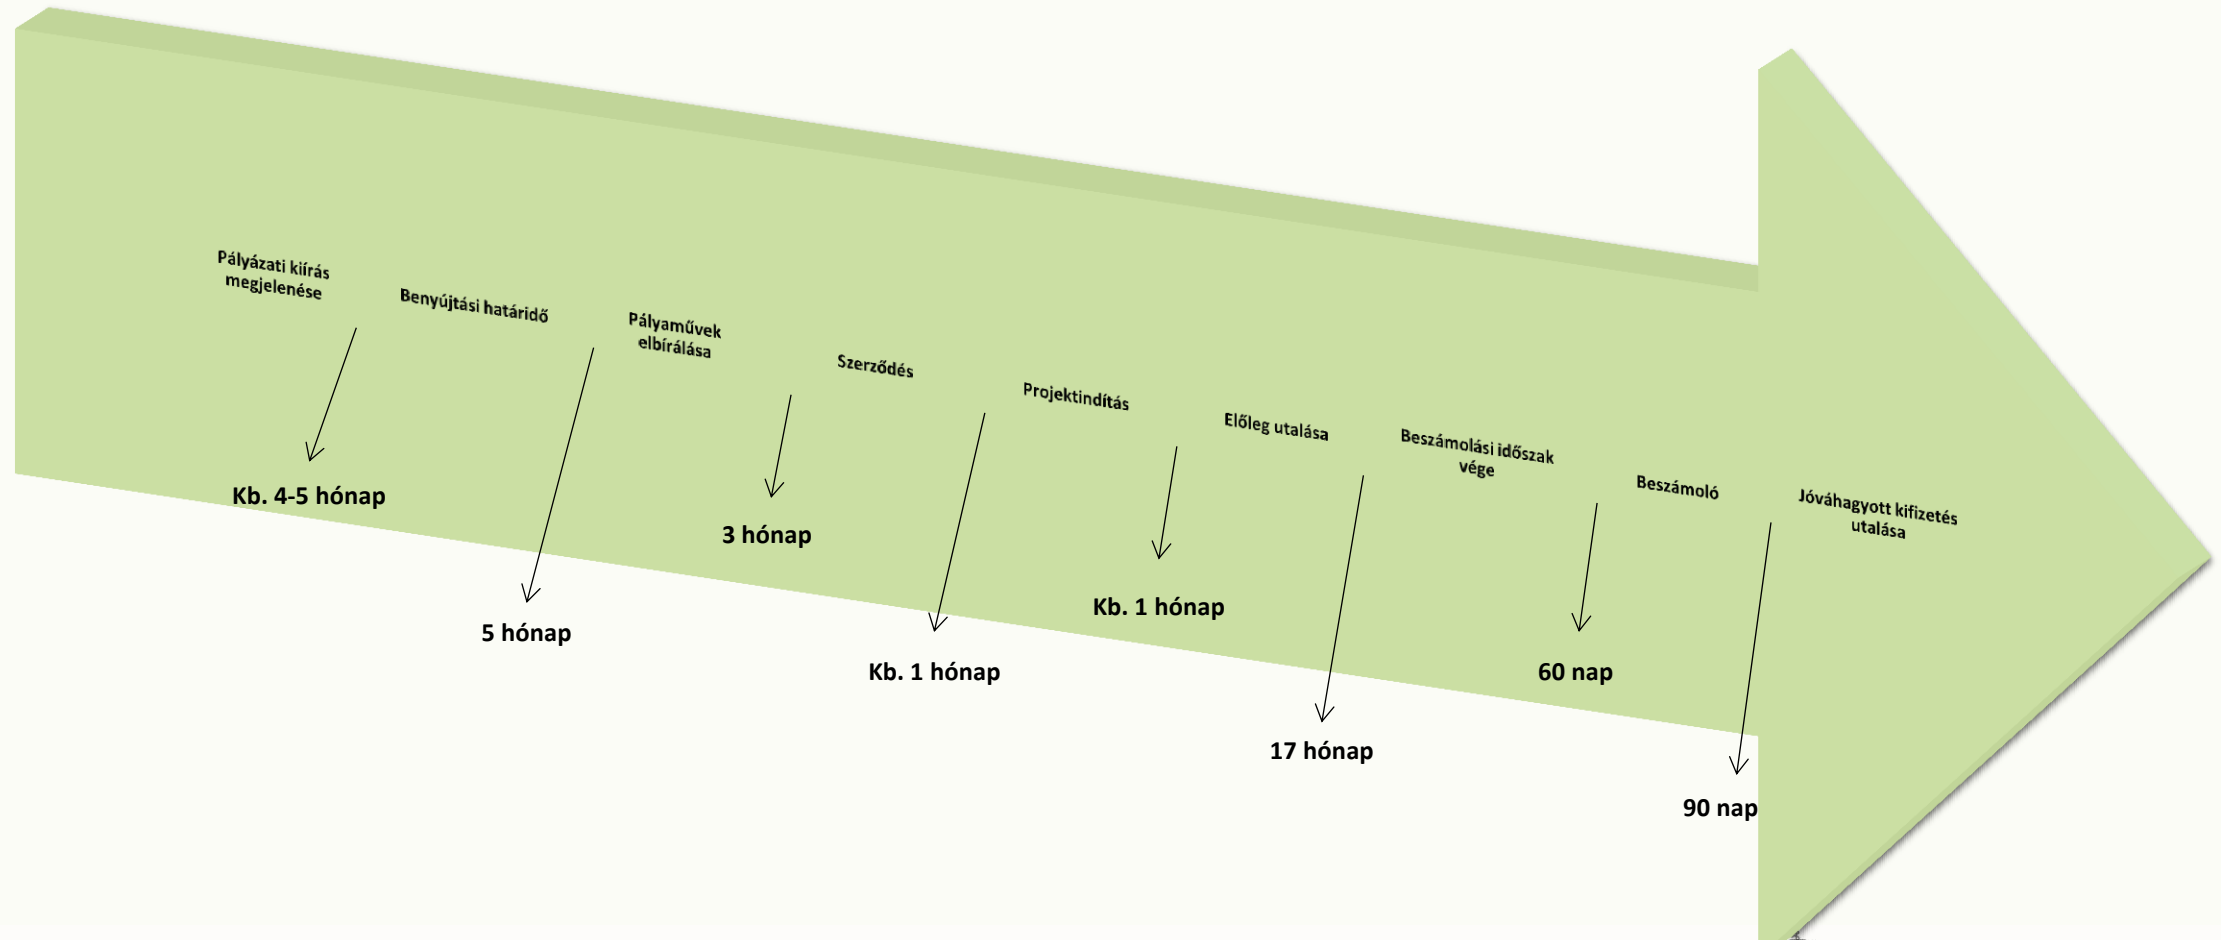 Pályázati kiírás
megjelenése
Benyújtási határidő
Pályaművek
elbírálása
Szerződés
Projektindítás
Előleg utalása
Beszámolási időszak
vége
Beszámoló
Jóváhagyott kifizetés
utalása
Kb. 4-5 hónap
5 hónap
3 hónap
Kb. 1 hónap
Kb. 1 hónap
17 hónap
60 nap
90 nap